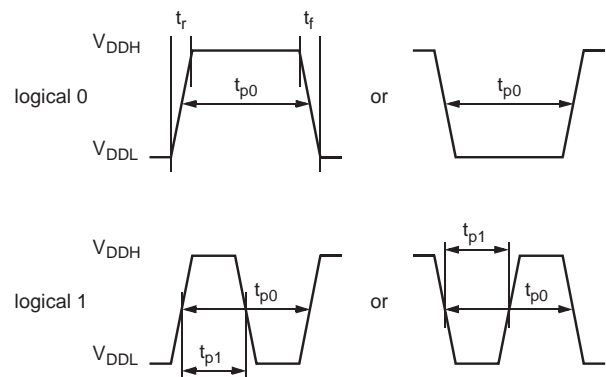 tr tf
VDDH
logical 0 tp0 or tp0
VDDL
VDDH tp1
logical 1 tp0 or tp0
VDDL tp1